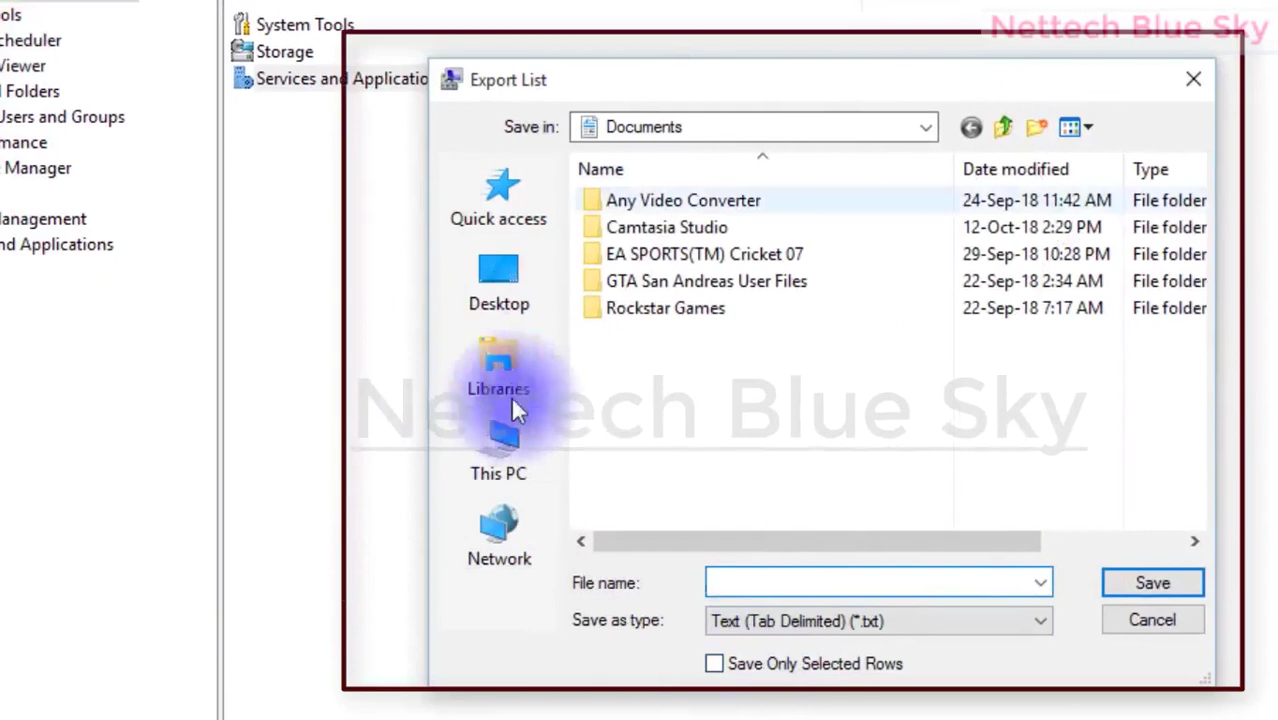 ols
cheduler
Viewer
Folders
Users and Groups
mance
Manager
anagement
nd Applications
System Tools
Storage
Services and Applicatio
Nettech Blue Sky
Export List
Save in:
Documents
Quick access
Desktop
Libraries
This PC
Network
Name
Date modified
Type
Any Video Converter
24-Sep-18 11:42 AM
File folder
Camtasia Studio
12-Oct-18 2:29 PM
File folder
EA SPORTS(TM) Cricket 07
29-Sep-18 10:28 PM
File folder
GTA San Andreas User Files
22-Sep-18 2:34 AM
File folder
Rockstar Games
22-Sep-18 7:17 AM
File folder
Nettech Blue Sky
File name:
Save
Save as type:
Text (Tab Delimited) (*.txt)
Cancel
Save Only Selected Rows